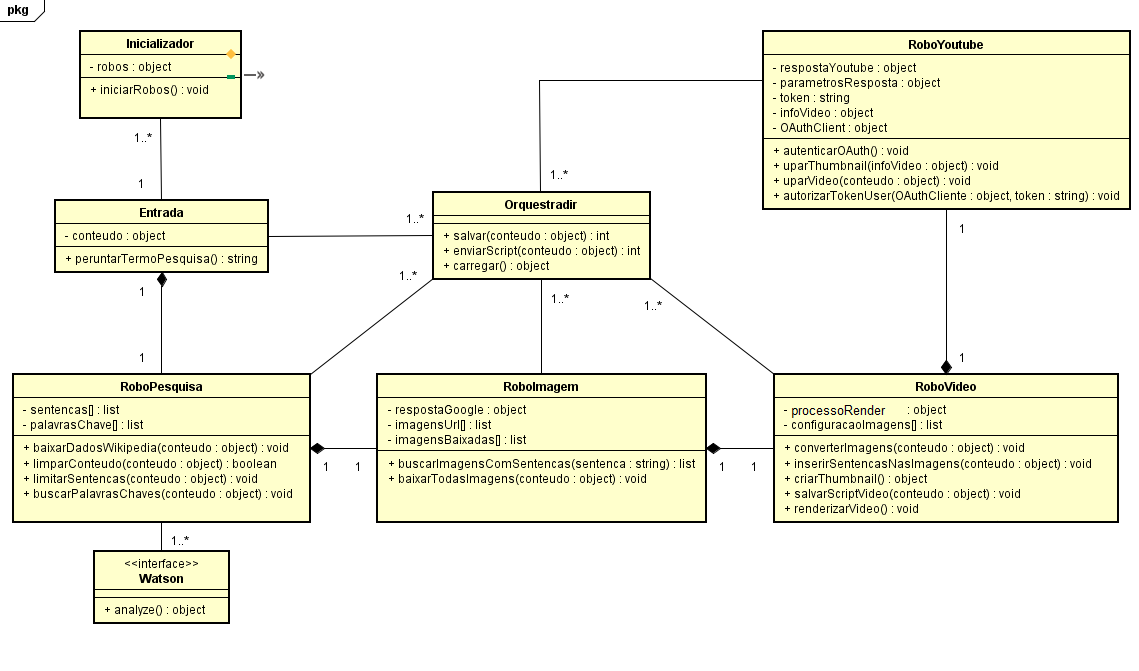 pkg
Inicializador
- robos : object
+ iniciarRobos() : void
1..*
1
Entrada
- conteudo : object
+ peruntarTermoPesquisa() : string
1
1
1..*
Orquestradir
+ salvar(conteudo : object) : int
+ enviarScript(conteudo : object) : int
+ carregar() : object
1..*
1..*
1..*
1..*
RoboYoutube
- respostaYoutube : object
- parametrosResposta : object
- token : string
- infoVideo : object
- OAuthClient : object
+ autenticarOAuth() : void
+ uparThumbnail(infoVideo : object) : void
+ uparVideo(conteudo : object) : void
+ autorizarTokenUser(OAuthCliente : object, token : string) : void
1
1
RoboPesquisa
- sentencas[] : list
- palavrasChave[] : list
+ baixarDadosWikipedia(conteudo : object) : void
+ limparConteudo(conteudo : object) : boolean
+ limitarSentencas(conteudo : object) : void
+ buscarPalavrasChaves(conteudo : object) : void
1
1
RoboImagem
- respostaGoogle : object
- imagensUrl[] : list
- imagensBaixadas[] : list
+ buscarImagensComSentencas(sentenca : string) : list
+ baixarTodasImagens(conteudo : object) : void
1
1
RoboVideo
- processoRender : object
- configuracaoImagens[] : list
+ converterImagens(conteudo : object) : void
+ inserirSentencasNasImagens(conteudo : object) : void
+ criarThumbnail() : object
+ salvarScriptVideo(conteudo : object) : void
+ renderizarVideo() : void
1..*
<<interface>>
Watson
+ analyze() : object